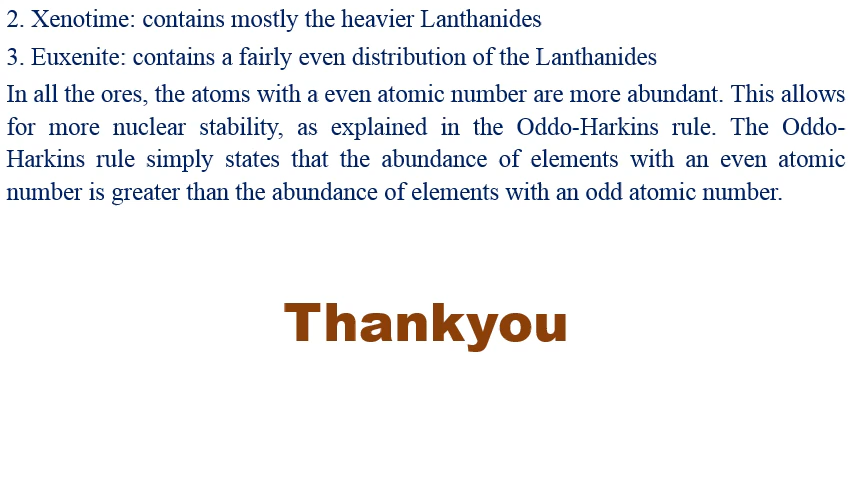 2. Xenotime: contains mostly the heavier Lanthanides
3. Euxenite: contains a fairly even distribution of the Lanthanides
In all the ores, the atoms with a even atomic number are more abundant. This allows
for more nuclear stability, as explained in the Oddo-Harkins rule. The Oddo-
Harkins rule simply states that the abundance of elements with an even atomic
number is greater than the abundance of elements with an odd atomic number.
Thankyou